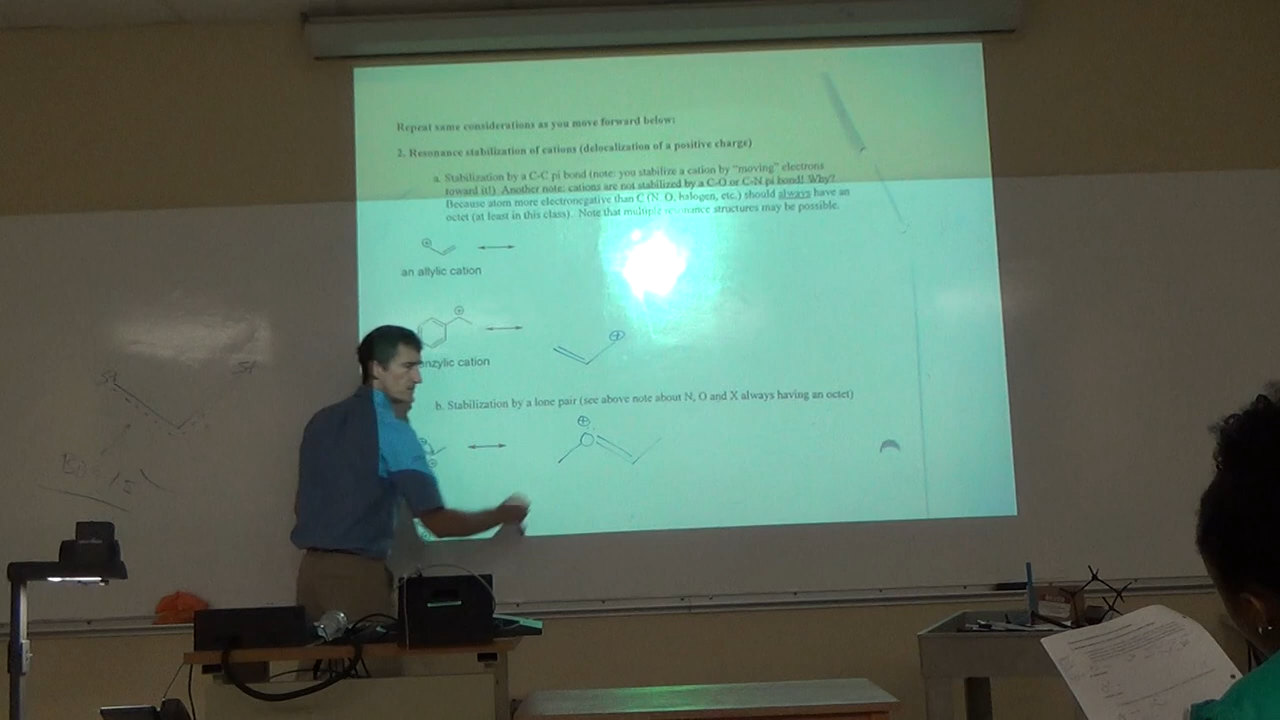 Repeat same considerations as you move forward below:
2. Resonance stabilization of cations (delocalization of a positive charge)
a. Stabilization by a C-C pi bond (note: you stabilize a cation by "moving" electrons
toward it!). Another note: cations are not stabilized by a C-O or C-N pi bond! Why?
Because atom more electronegative than C (N, O, halogen, etc.) should always have an
octet (at least in this class). Note that multiple resonance structures may be possible.
⊕
an allylic cation
⊕
⊕
nzylic cation
b. Stabilization by a lone pair (see above note about N, O and X always having an octet)
⊕
O